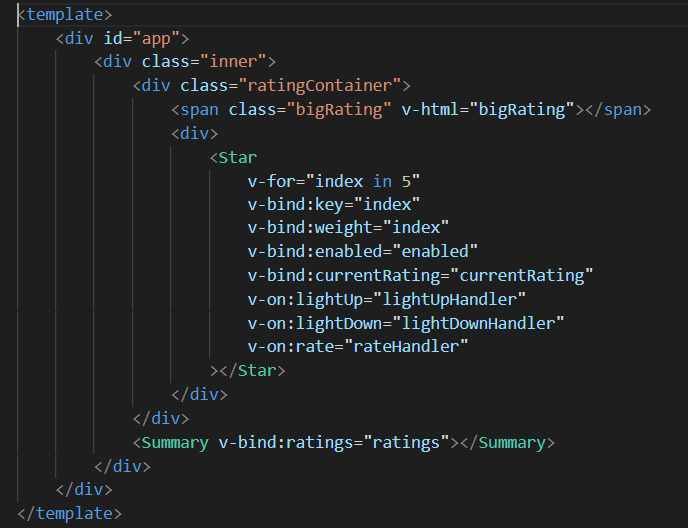 <template>
    <div id="app">
        <div class="inner">
            <div class="ratingContainer">
                <span class="bigRating" v-html="bigRating"></span>
                <div>
                    <Star
                        v-for="index in 5"
                        v-bind:key="index"
                        v-bind:weight="index"
                        v-bind:enabled="enabled"
                        v-bind:currentRating="currentRating"
                        v-on:lightUp="lightUpHandler"
                        v-on:lightDown="lightDownHandler"
                        v-on:rate="rateHandler"
                    ></Star>
                </div>
            </div>
            <Summary v-bind:ratings="ratings"></Summary>
        </div>
    </div>
</template>